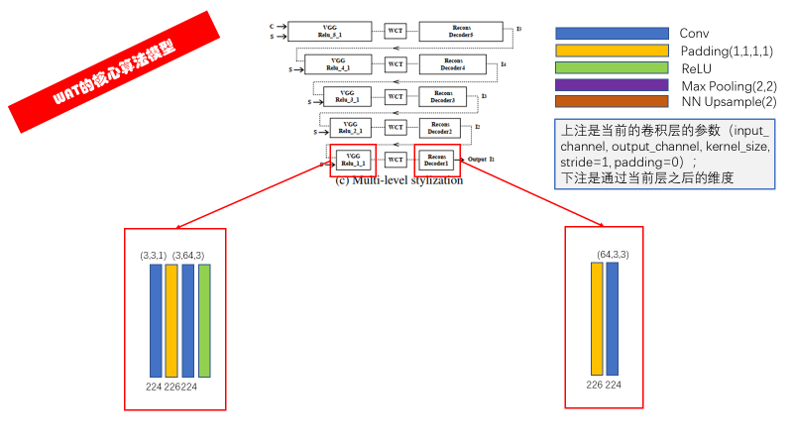 WAT的核心算法模型
C
S
VGG
Relu_5_1
WCT
Recons
Decoder5
I5
S
VGG
Relu_4_1
WCT
Recons
Decoder4
I4
S
VGG
Relu_3_1
WCT
Recons
Decoder3
I3
S
VGG
Relu_2_1
WCT
Recons
Decoder2
I2
S
VGG
Relu_1_1
WCT
Recons
Decoder1
Output I1
(c) Multi-level stylization
Conv
Padding(1,1,1,1)
ReLU
Max Pooling(2,2)
NN Upsample(2)
上注是当前的卷积层的参数（input_
channel, output_channel, kernel_size,
stride=1, padding=0）;
下注是通过当前层之后的维度
(3,3,1) (3,64,3)
224 226 224
(64,3,3)
226 224